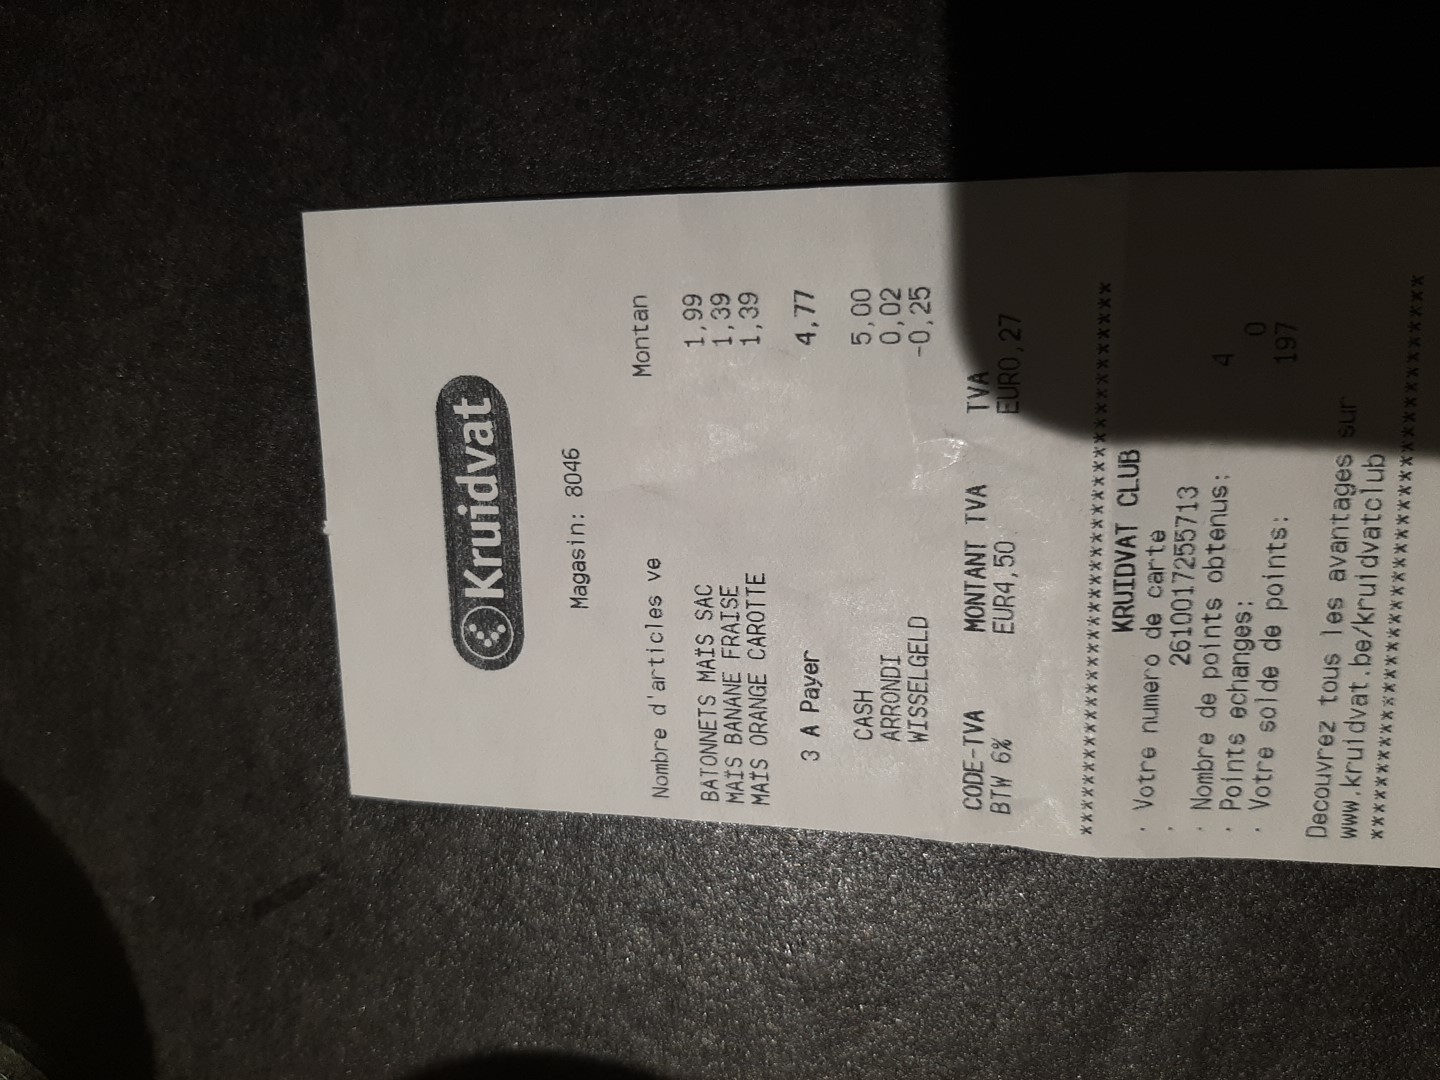 Kruidvat
Magasin: 8046
Nombre d'articles ve Montan
BATONNETS MAÏS SAC 1,99
MAÏS BANANE FRAISE 1,39
MAÏS ORANGE CAROTTE 1,39
3 A Payer 4,77
CASH 5,00
ARRONDI 0,02
WISSELGELD -0,25
CODE-TVA MONTANT TVA TVA
BTW 6% EUR4,50 EUR0,27
****************************************
KRUIDVAT CLUB
· Votre numero de carte
· 2610017255713
· Nombre de points obtenus: 4
· Points echanges: 0
· Votre solde de points: 197
Decouvrez tous les avantages sur
www.kruidvat.be/kruidvatclub
****************************************